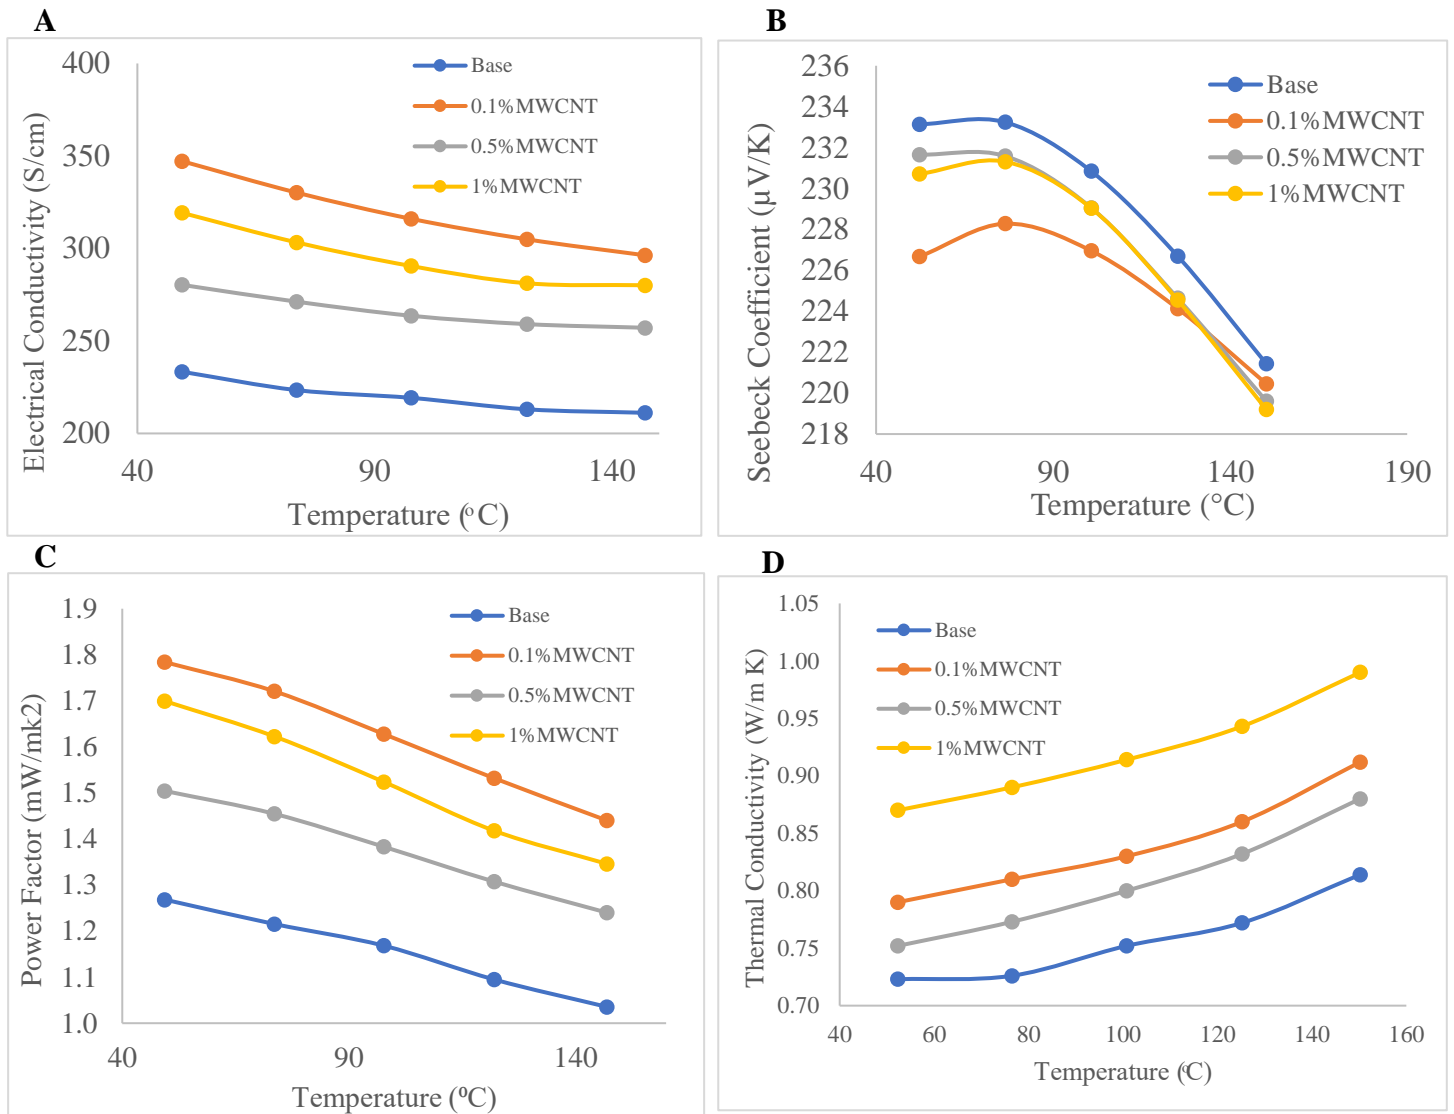 A
400
350
300
250
200
40
90
140
Electrical Conductivity (S/cm)
Temperature (ᵒC)
Base
0.1%MWCNT
0.5%MWCNT
1%MWCNT
B
236
234
232
230
228
226
224
222
220
218
40
90
140
190
Seebeck Coefficient (µV/K)
Temperature (°C)
Base
0.1%MWCNT
0.5%MWCNT
1%MWCNT
C
1.9
1.8
1.7
1.6
1.5
1.4
1.3
1.2
1.1
1.0
40
90
140
Power Factor (mW/mk2)
Temperature (⁰C)
Base
0.1%MWCNT
0.5%MWCNT
1%MWCNT
D
1.05
1.00
0.95
0.90
0.85
0.80
0.75
0.70
40
60
80
100
120
140
160
Thermal Conductivity (W/m K)
Temperature (ᵒC)
Base
0.1%MWCNT
0.5%MWCNT
1%MWCNT